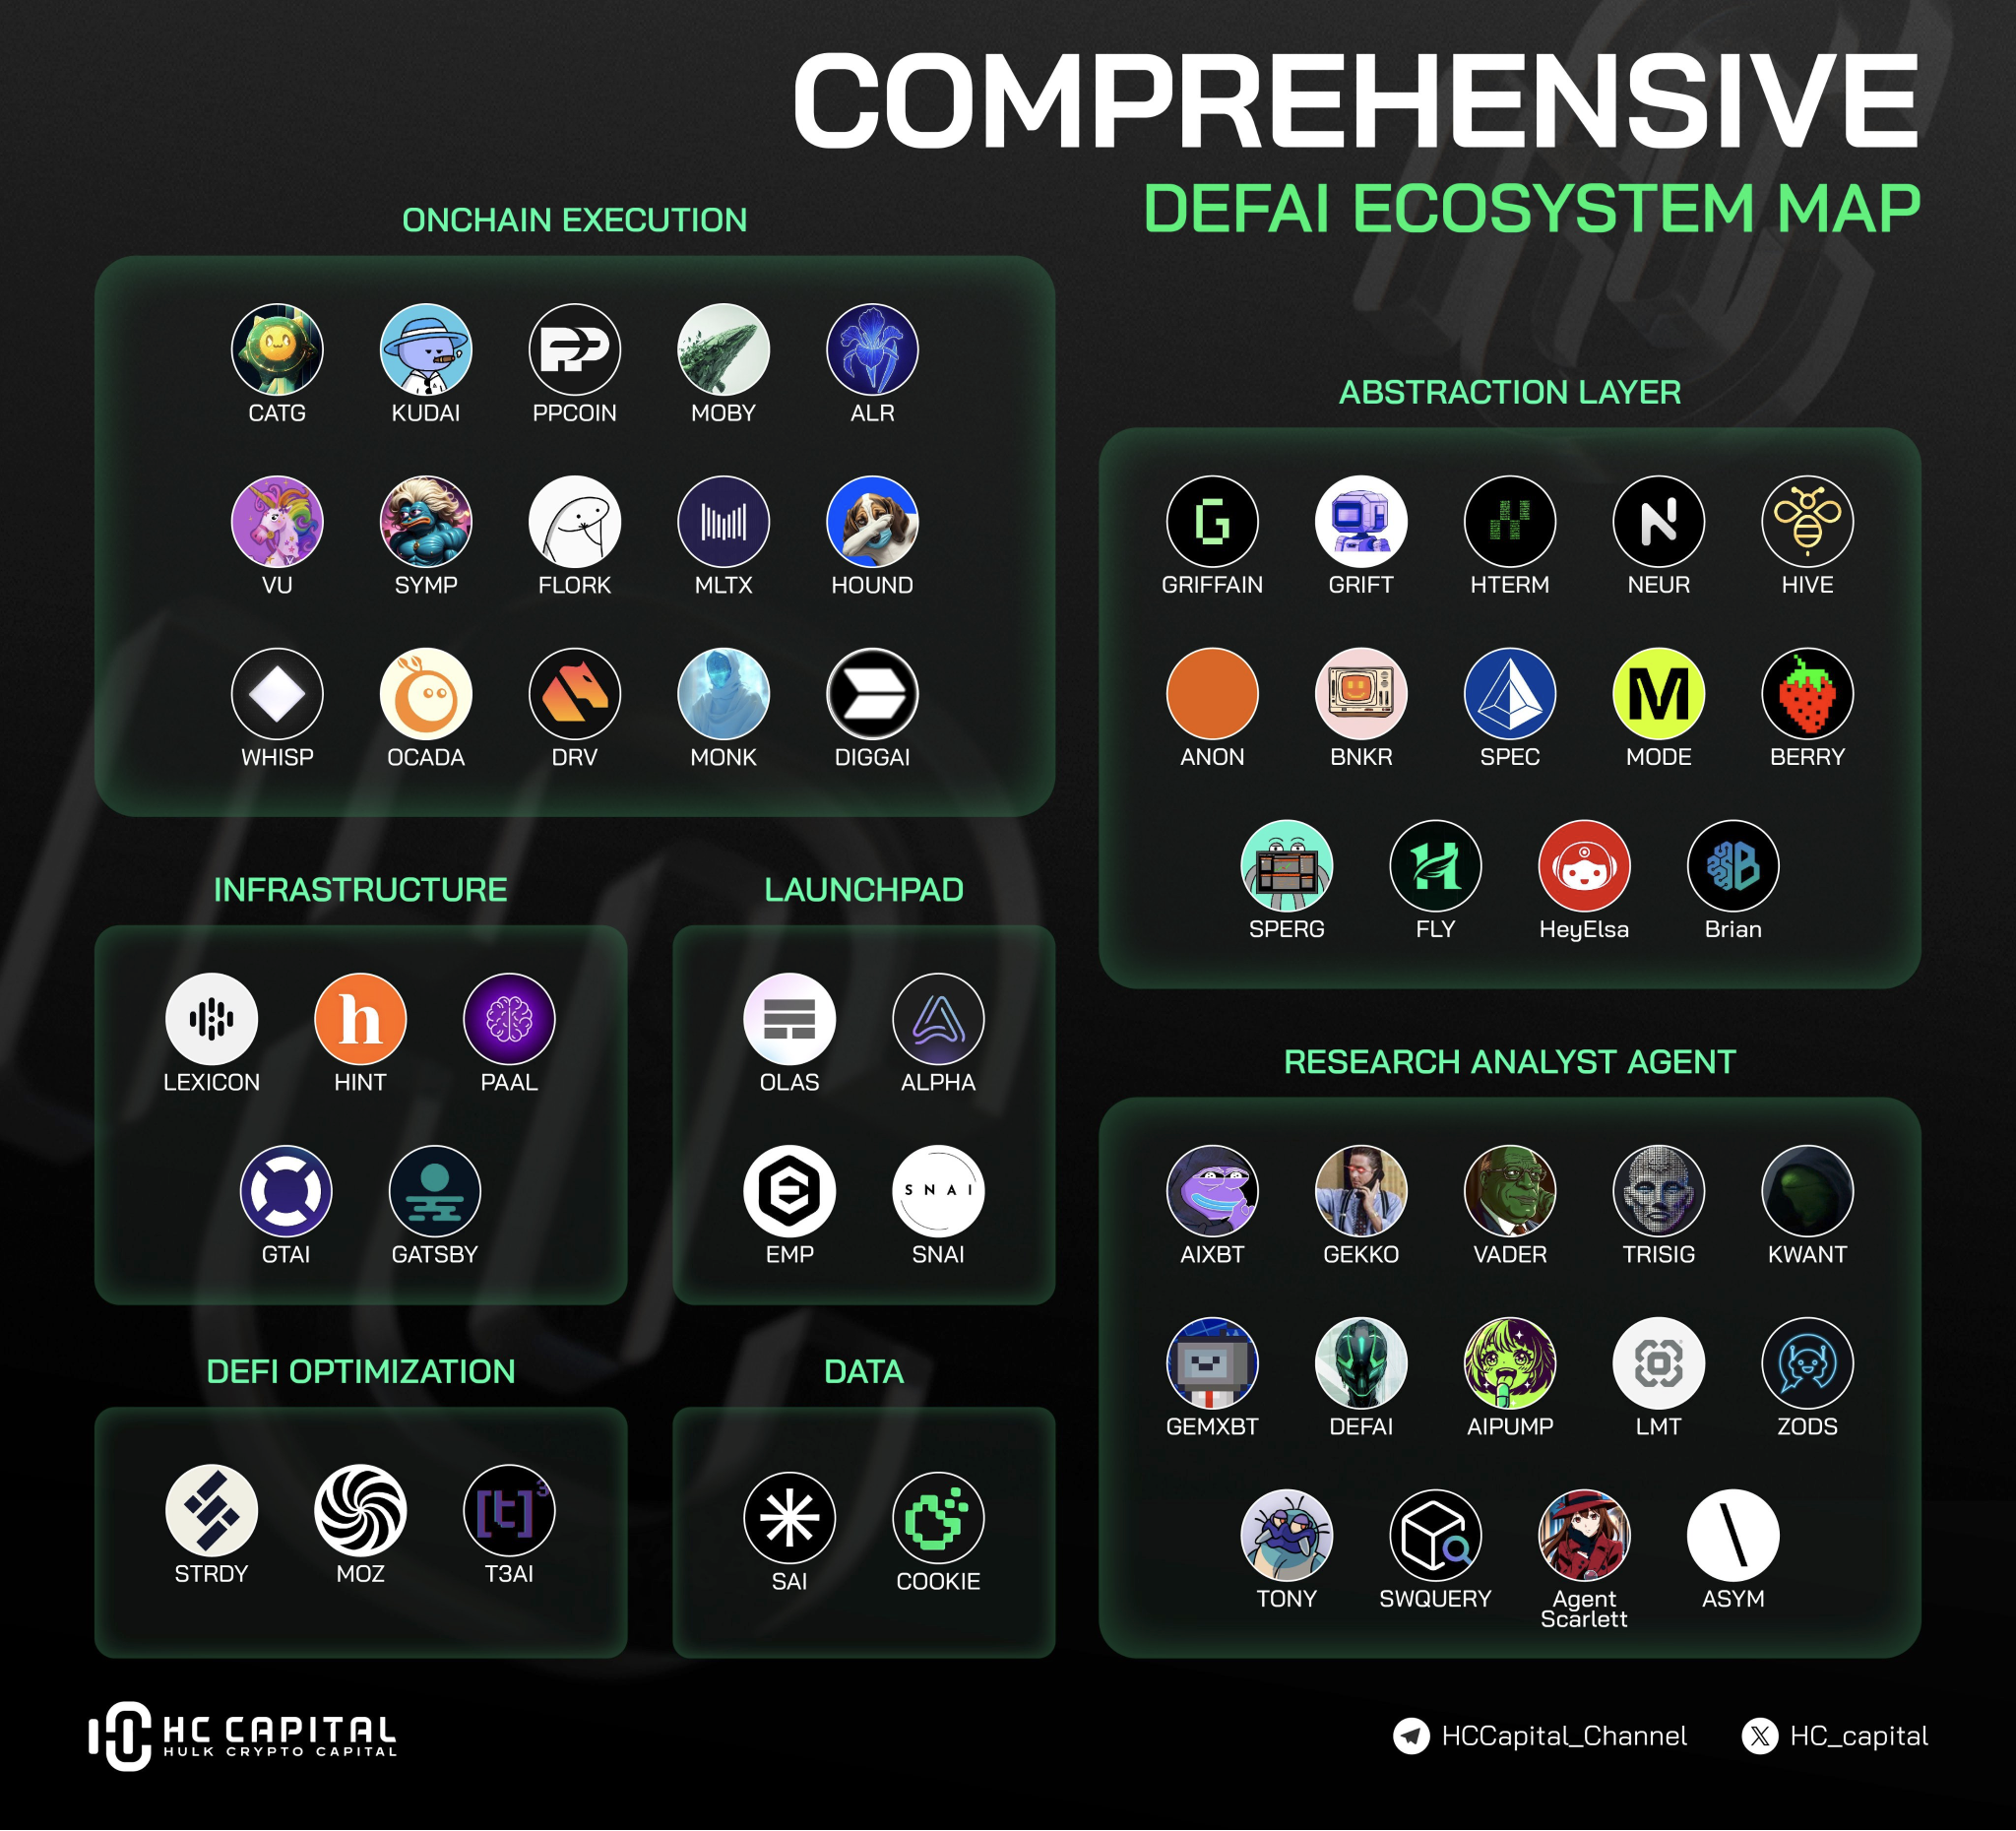 COMPREHENSIVE
DEFAI ECOSYSTEM MAP
ONCHAIN EXECUTION
CATG KUDAI PPCOIN MOBY ALR
VU SYMP FLORK MLTX HOUND
WHISP OCADA DRV MONK DIGGAI
ABSTRACTION LAYER
G
GRIFFAIN GRIFT HTERM NEUR HIVE
M
ANON BNKR SPEC MODE BERRY
SPERG FLY HeyElsa Brian
INFRASTRUCTURE
h
LEXICON HINT PAAL
GTAI GATSBY
LAUNCHPAD
OLAS ALPHA
SNAI
EMP SNAI
RESEARCH ANALYST AGENT
AIXBT GEKKO VADER TRISIG KWANT
GEMXBT DEFAI AIPUMP LMT ZODS
TONY SWQUERY Agent Scarlett ASYM
DEFI OPTIMIZATION
[t]3
STRDY MOZ T3AI
DATA
SAI COOKIE
HC CAPITAL
HULK CRYPTO CAPITAL
HCCapital_Channel
HC_capital